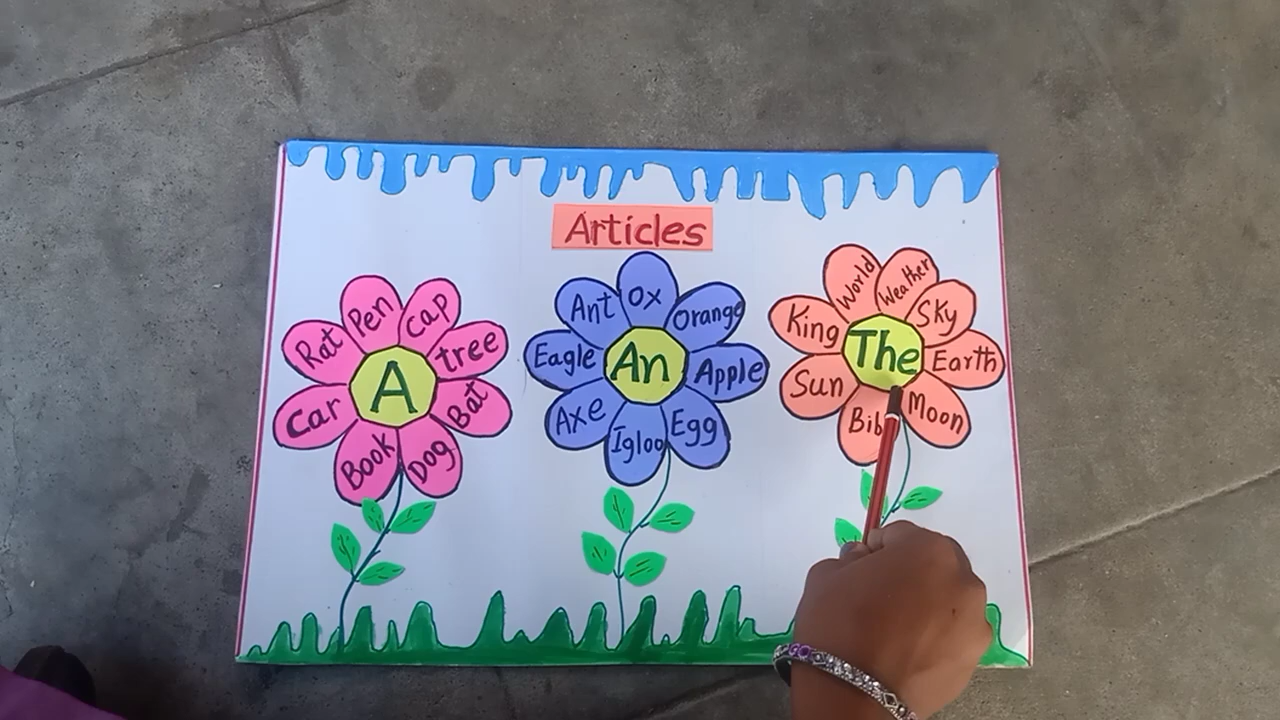 Articles
A
Pen
cap
tree
Bat
Dog
Book
Car
Rat
An
Ox
Orange
Apple
Egg
Igloo
Axe
Eagle
Ant
The
World
Weather
Sky
Earth
Moon
Sun
King